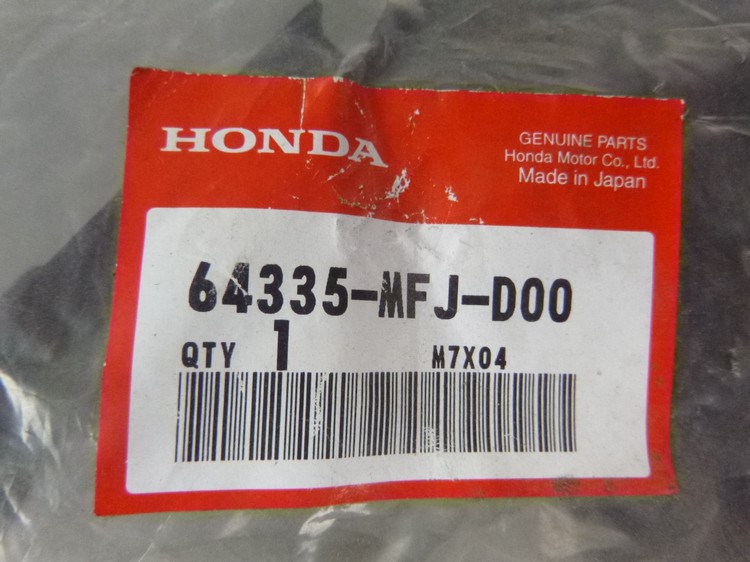 HONDA
GENUINE PARTS
Honda Motor Co., Ltd.
Made in Japan
64335-MFJ-D00
QTY 1 M7X04